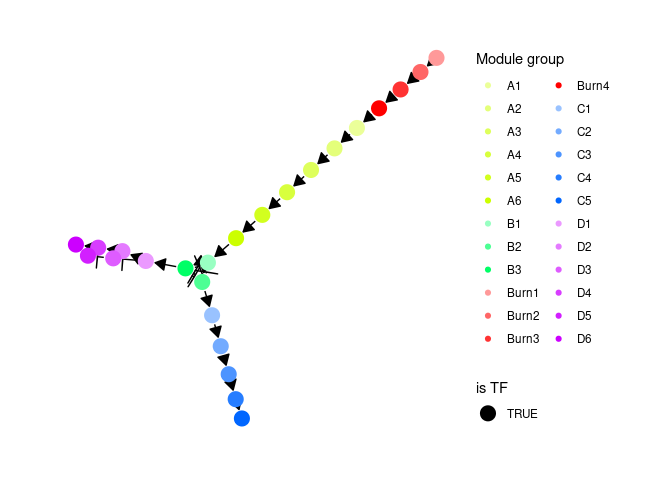 Module group
A1 Burn4
A2 C1
A3 C2
A4 C3
A5 C4
A6 C5
B1 D1
B2 D2
B3 D3
Burn1 D4
Burn2 D5
Burn3 D6
is TF
TRUE